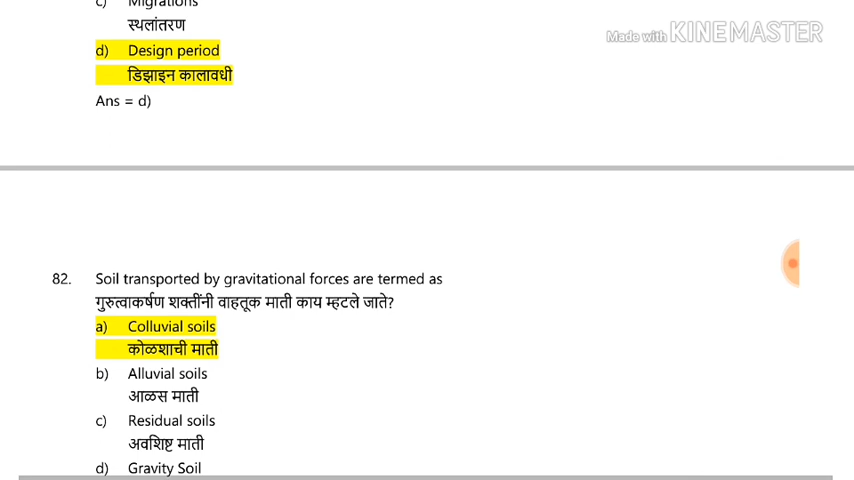 c) Migrations
स्थलांतरण
Made with KINEMASTER
d) Design period
डिझाइन कालावधी
Ans = d)
82. Soil transported by gravitational forces are termed as
गुरुत्वाकर्षण शक्तींनी वाहतूक माती काय म्हटले जाते?
a) Colluvial soils
कोळशाची माती
b) Alluvial soils
आळस माती
c) Residual soils
अवशिष्ट माती
d) Gravity Soil